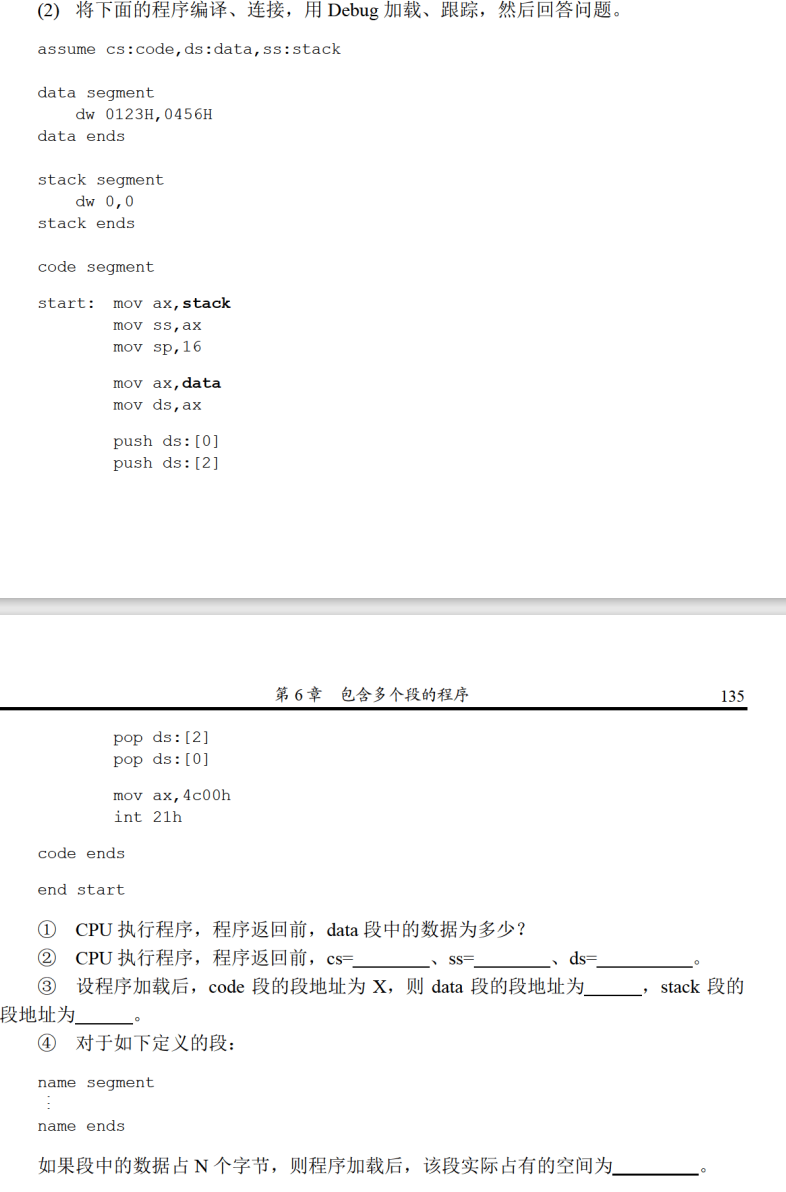 (2) 将下面的程序编译、连接，用 Debug 加载、跟踪，然后回答问题。
assume cs:code,ds:data,ss:stack
data segment
dw 0123H,0456H
data ends
stack segment
dw 0,0
stack ends
code segment
start: mov ax,stack
mov ss,ax
mov sp,16
mov ax,data
mov ds,ax
push ds:[0]
push ds:[2]
第 6 章 包含多个段的程序 135
pop ds:[2]
pop ds:[0]
mov ax,4c00h
int 21h
code ends
end start
① CPU 执行程序，程序返回前，data 段中的数据为多少？
② CPU 执行程序，程序返回前，cs=________、ss=________、ds=__________。
③ 设程序加载后，code 段的段地址为 X，则 data 段的段地址为______，stack 段的
段地址为______。
④ 对于如下定义的段：
name segment
⋮
name ends
如果段中的数据占 N 个字节，则程序加载后，该段实际占有的空间为_________。